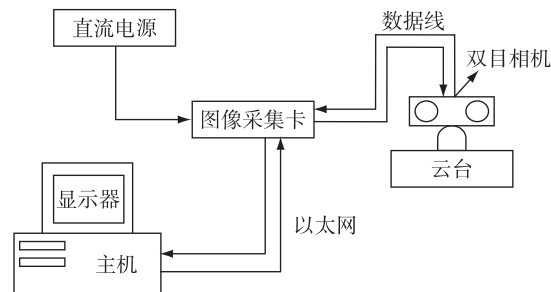 直流电源
数据线
双目相机
图像采集卡
云台
显示器
以太网
主机